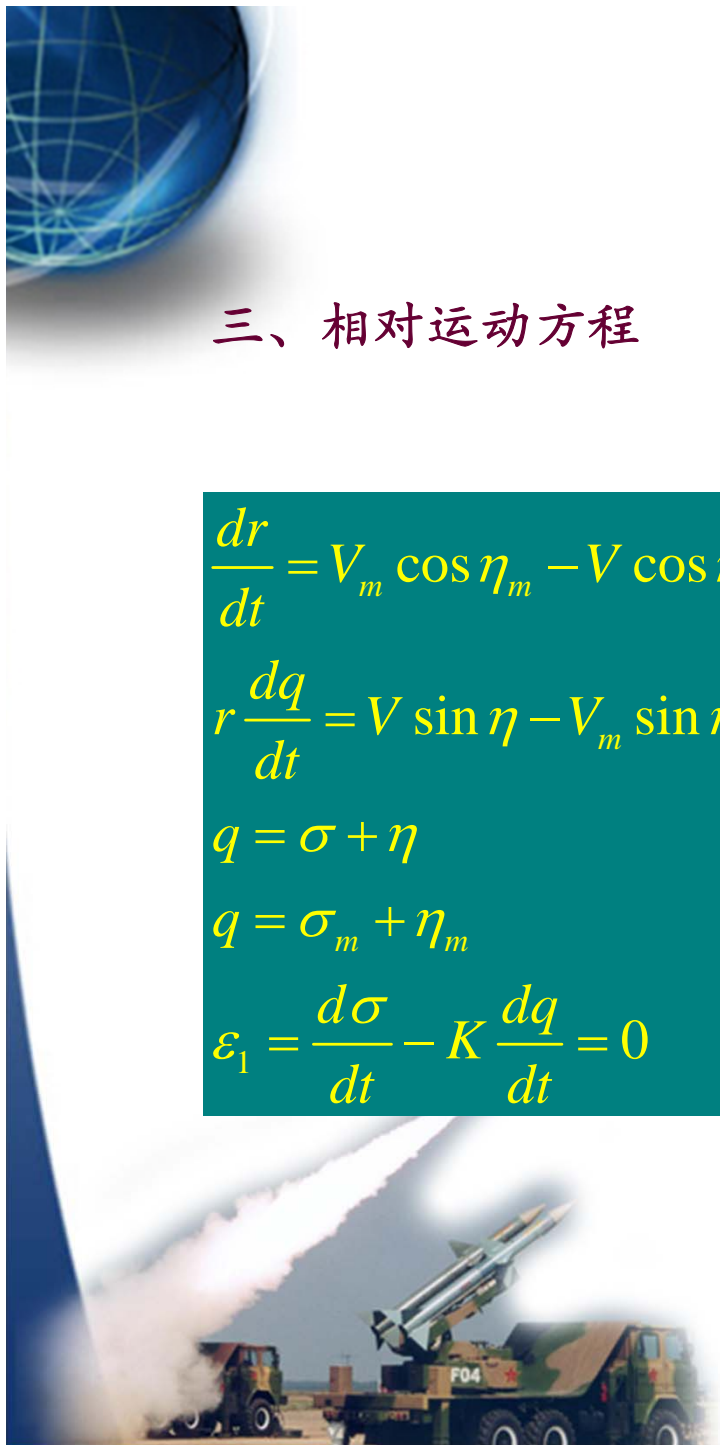 三、相对运动方程
dr/dt = V_m cos η_m − V cos
r dq/dt = V sin η − V_m sin
q = σ + η
q = σ_m + η_m
ε_1 = dσ/dt − K dq/dt = 0
F04